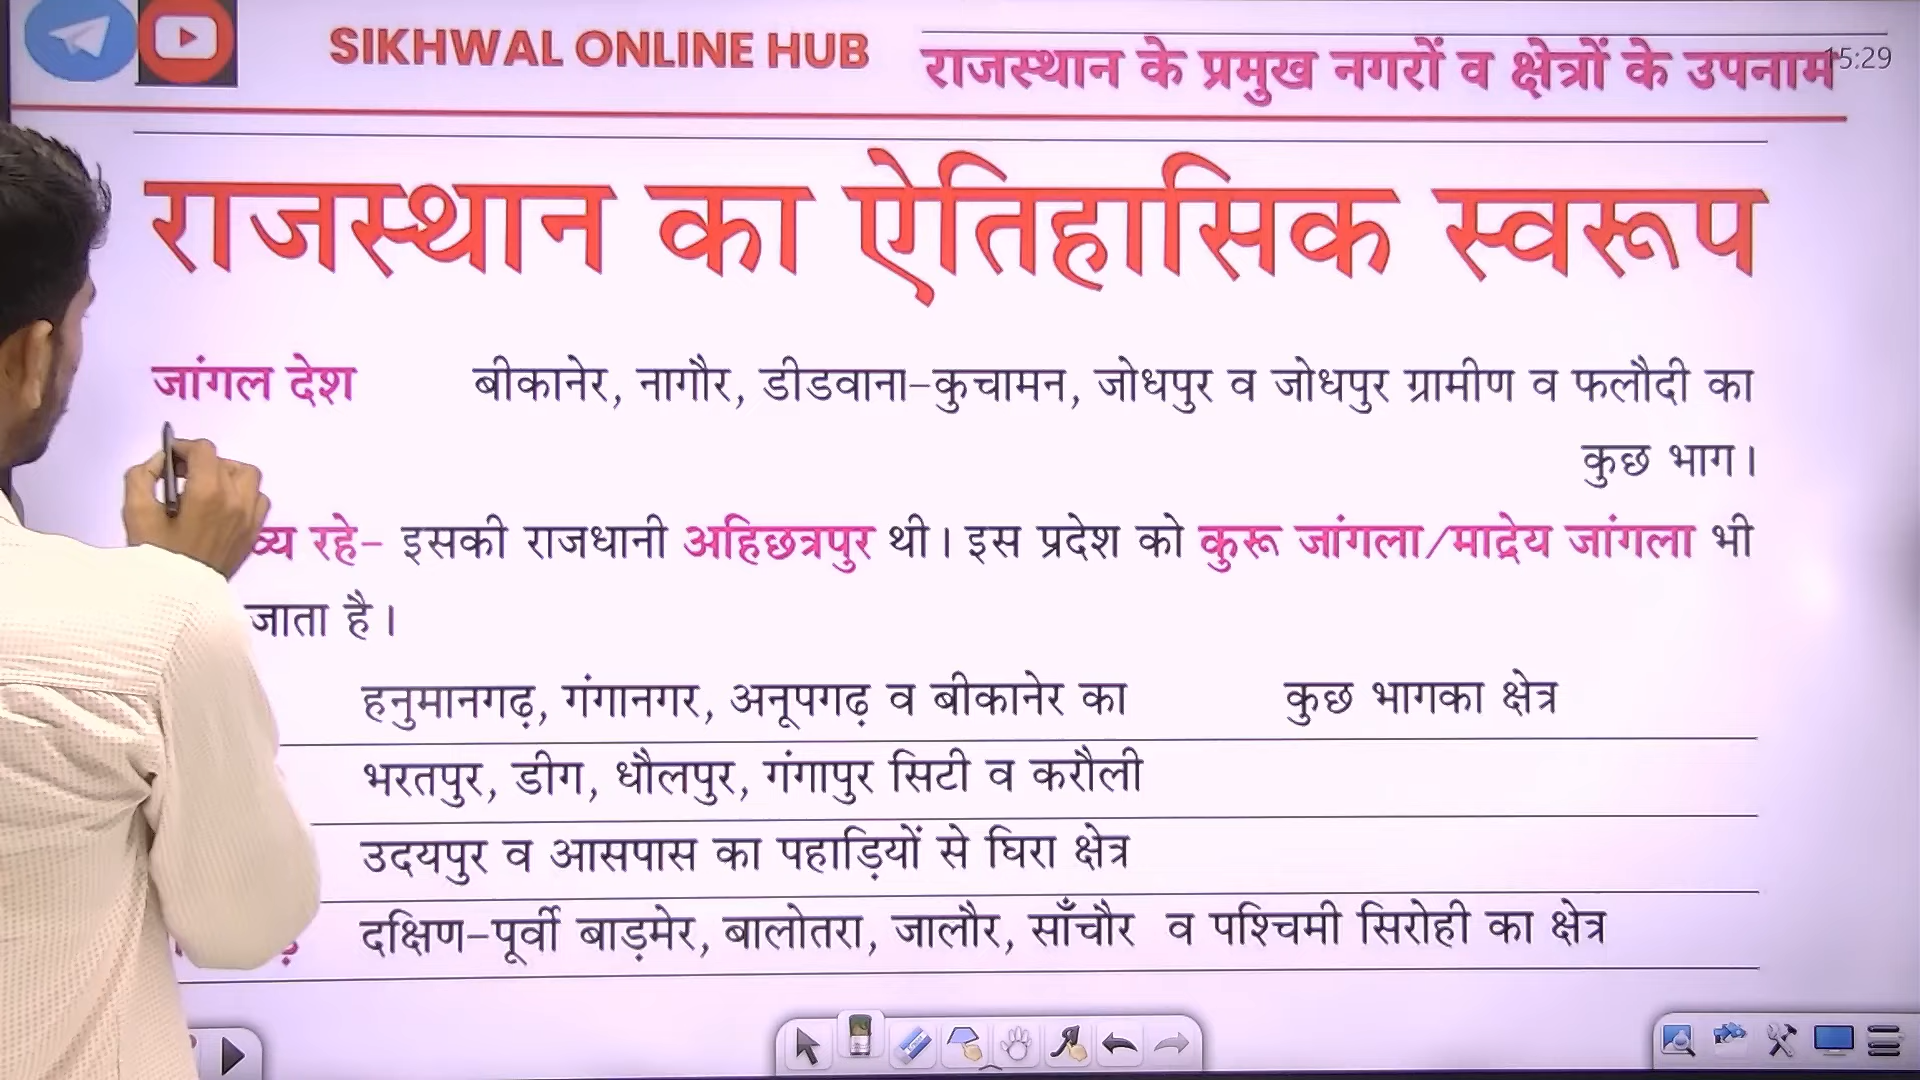 SIKHWAL ONLINE HUB
राजस्थान के प्रमुख नगरों व क्षेत्रों के उपनाम
15:29
राजस्थान का ऐतिहासिक स्वरूप
जांगल देश बीकानेर, नागौर, डीडवाना-कुचामन, जोधपुर व जोधपुर ग्रामीण व फलौदी का
कुछ भाग।
रहे- इसकी राजधानी अहिछत्रपुर थी। इस प्रदेश को कुरू जांगला/माद्रेय जांगला भी
जाता है।
हनुमानगढ़, गंगानगर, अनूपगढ़ व बीकानेर का कुछ भागका क्षेत्र
भरतपुर, डीग, धौलपुर, गंगापुर सिटी व करौली
उदयपुर व आसपास का पहाड़ियों से घिरा क्षेत्र
दक्षिण-पूर्वी बाड़मेर, बालोतरा, जालौर, साँचौर व पश्चिमी सिरोही का क्षेत्र